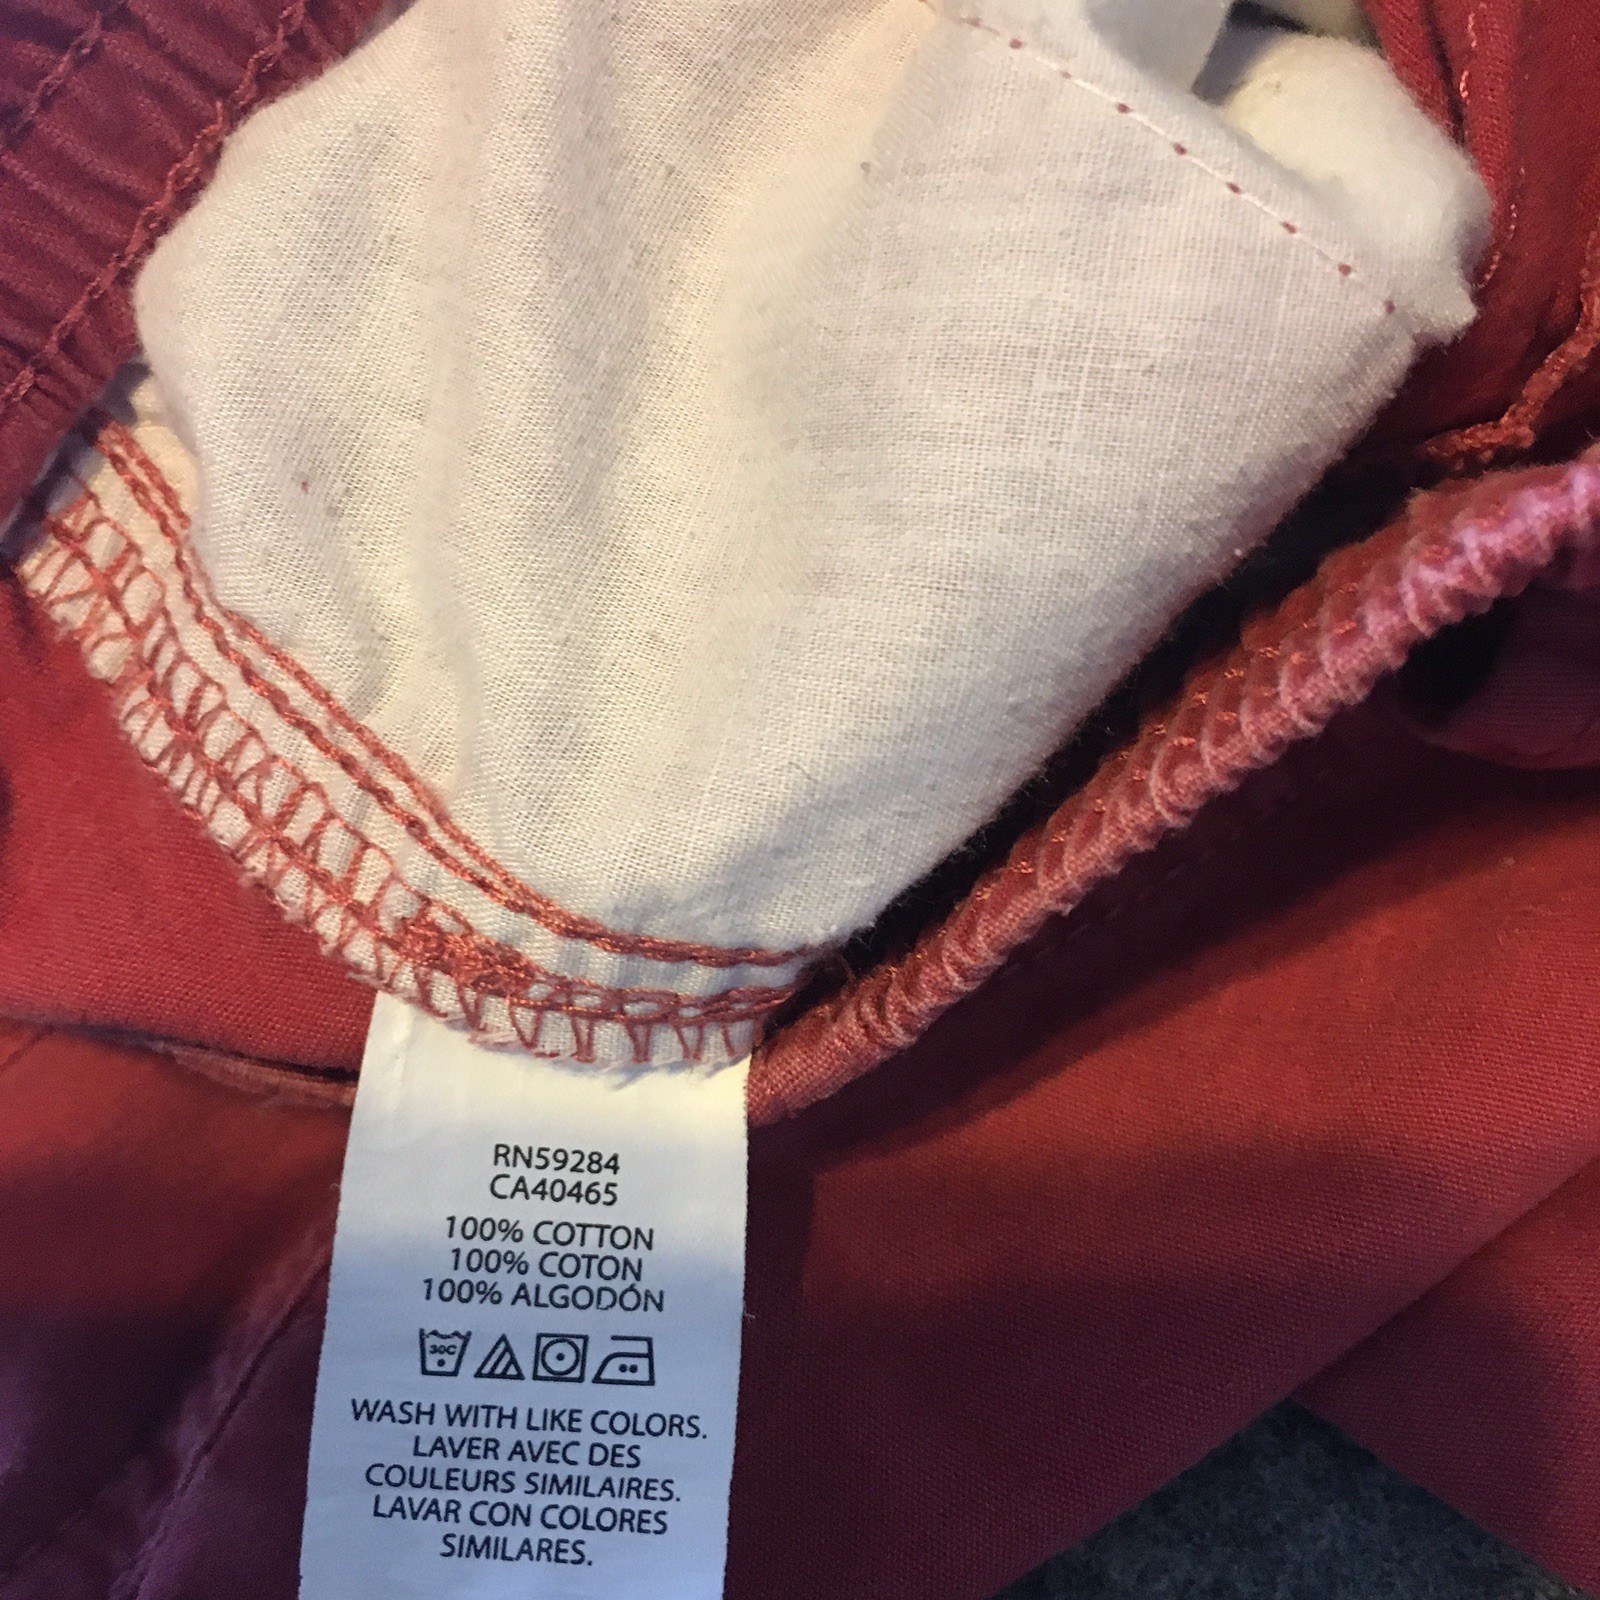 RN59284
CA40465
100% COTTON
100% COTON
100% ALGODÓN
30C
WASH WITH LIKE COLORS.
LAVER AVEC DES
COULEURS SIMILAIRES.
LAVAR CON COLORES
SIMILARES.